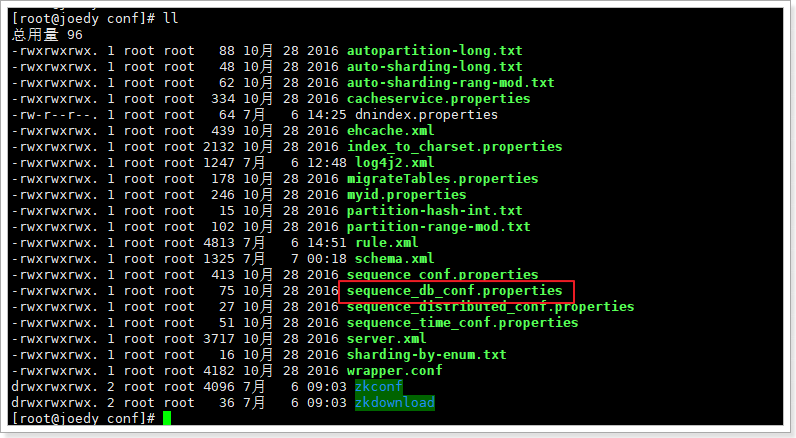 [root@joedy conf]# ll
总用量 96
-rwxrwxrwx. 1 root root   88 10月 28 2016 autopartition-long.txt
-rwxrwxrwx. 1 root root   48 10月 28 2016 auto-sharding-long.txt
-rwxrwxrwx. 1 root root   62 10月 28 2016 auto-sharding-rang-mod.txt
-rwxrwxrwx. 1 root root  334 10月 28 2016 cacheservice.properties
-rw-r--r--. 1 root root   64 7月   6 14:25 dnindex.properties
-rwxrwxrwx. 1 root root  439 10月 28 2016 ehcache.xml
-rwxrwxrwx. 1 root root 2132 10月 28 2016 index_to_charset.properties
-rwxrwxrwx. 1 root root 1247 7月   6 12:48 log4j2.xml
-rwxrwxrwx. 1 root root  178 10月 28 2016 migrateTables.properties
-rwxrwxrwx. 1 root root  246 10月 28 2016 myid.properties
-rwxrwxrwx. 1 root root   15 10月 28 2016 partition-hash-int.txt
-rwxrwxrwx. 1 root root  102 10月 28 2016 partition-range-mod.txt
-rwxrwxrwx. 1 root root 4813 7月   6 14:51 rule.xml
-rwxrwxrwx. 1 root root 1325 7月   7 00:18 schema.xml
-rwxrwxrwx. 1 root root  413 10月 28 2016 sequence_conf.properties
-rwxrwxrwx. 1 root root   75 10月 28 2016 sequence_db_conf.properties
-rwxrwxrwx. 1 root root   27 10月 28 2016 sequence_distributed_conf.properties
-rwxrwxrwx. 1 root root   51 10月 28 2016 sequence_time_conf.properties
-rwxrwxrwx. 1 root root 3717 10月 28 2016 server.xml
-rwxrwxrwx. 1 root root   16 10月 28 2016 sharding-by-enum.txt
-rwxrwxrwx. 1 root root 4182 10月 28 2016 wrapper.conf
drwxrwxrwx. 2 root root 4096 7月   6 09:03 zkconf
drwxrwxrwx. 2 root root   36 7月   6 09:03 zkdownload
[root@joedy conf]#